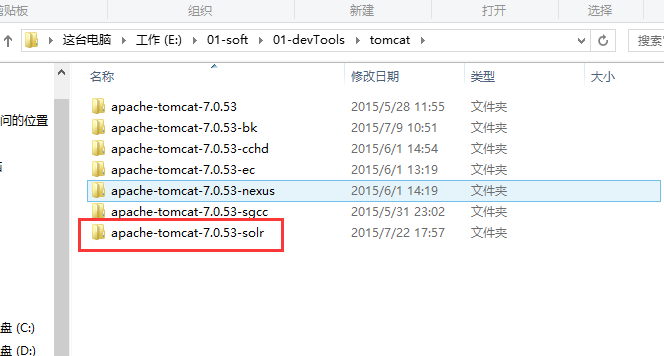 剪贴板 组织 新建 打开 选择
这台电脑 工作 (E:) 01-soft 01-devTools tomcat 搜索
名称 修改日期 类型 大小
apache-tomcat-7.0.53 2015/5/28 11:55 文件夹
问的位置 apache-tomcat-7.0.53-bk 2015/7/9 10:51 文件夹
apache-tomcat-7.0.53-cchd 2015/6/1 14:54 文件夹
apache-tomcat-7.0.53-ec 2015/6/1 13:19 文件夹
apache-tomcat-7.0.53-nexus 2015/6/1 14:19 文件夹
apache-tomcat-7.0.53-sgcc 2015/5/31 23:02 文件夹
apache-tomcat-7.0.53-solr 2015/7/22 17:57 文件夹
盘 (C:)
盘 (D:)